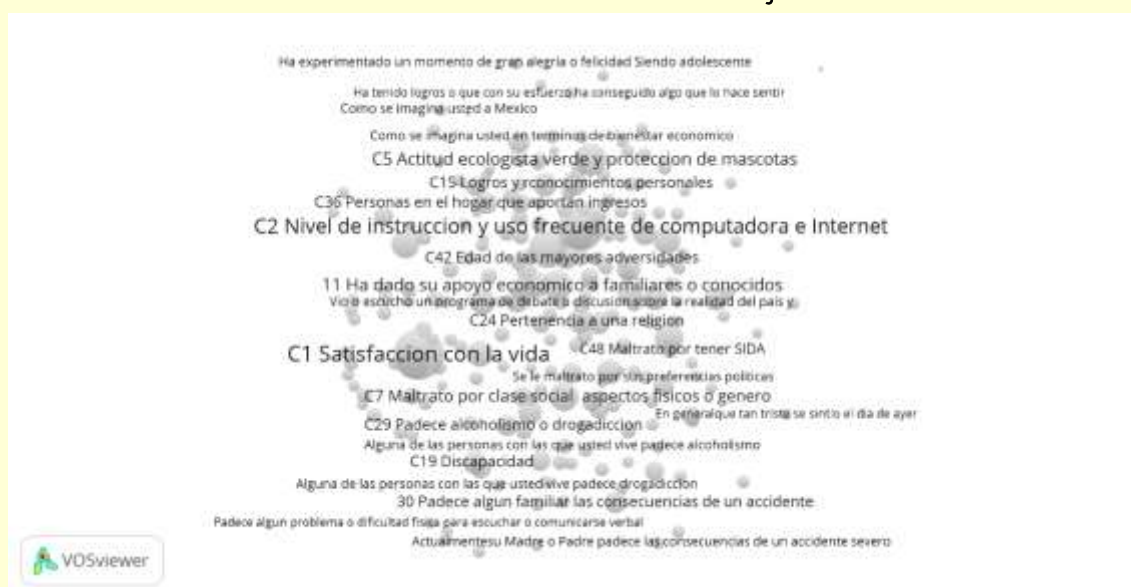 Ha experimentado un momento de gran alegria o felicidad Siendo adolescente
Ha tenido logros o que con su esfuerzo ha conseguido algo que lo hace sentir
Como se imagina usted a Mexico
Como se imagina usted en terminos de bienestar economico
C5 Actitud ecologista verde y proteccion de mascotas
C15 Logros y rconocimientos personales
C36 Personas en el hogar que aportan ingresos
C2 Nivel de instruccion y uso frecuente de computadora e Internet
C42 Edad de las mayores adversidades
11 Ha dado su apoyo economico a familiares o conocidos
Vio o escucho un programa de debate o discusion sobre la realidad del pais y
C24 Pertenencia a una religion
C1 Satisfaccion con la vida
C48 Maltrato por tener SIDA
Se le maltrato por sus preferencias politicas
C7 Maltrato por clase social aspectos fisicos o genero
En generalque tan triste se sintio el dia de ayer
C29 Padece alcoholismo o drogadiccion
Alguna de las personas con las que usted vive padece alcoholismo
C19 Discapacidad
Alguna de las personas con las que usted vive padece drogadiccion
30 Padece algun familiar las consecuencias de un accidente
Padece algun problema o dificultad fisica para escuchar o comunicarse verbal
Actualmentesu Madre o Padre padece las consecuencias de un accidente severo
VOSviewer